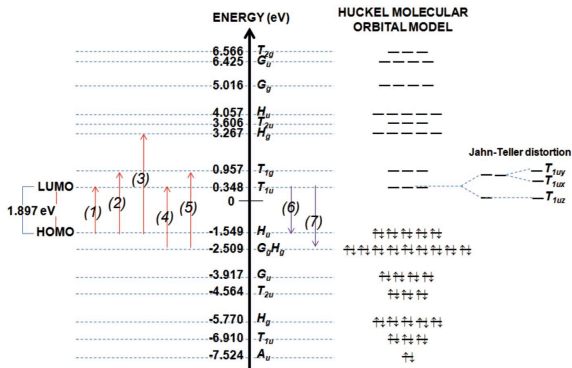 ENERGY (eV)
HUCKEL MOLECULAR
ORBITAL MODEL
6.566 T2g
6.425 Gu
5.016 Gg
4.057 Hu
3.606 T2u
3.267 Hg
Jahn-Teller distortion
0.957 T1g
T1uy
LUMO 0.348 T1u
T1ux
T1uz
(1) (2) (3) (4) (5) (6) (7)
0
1.897 eV
HOMO -1.549 Hu
-2.509 GgHg
-3.917 Gu
-4.564 T2u
-5.770 Hg
-6.910 T1u
-7.524 Au